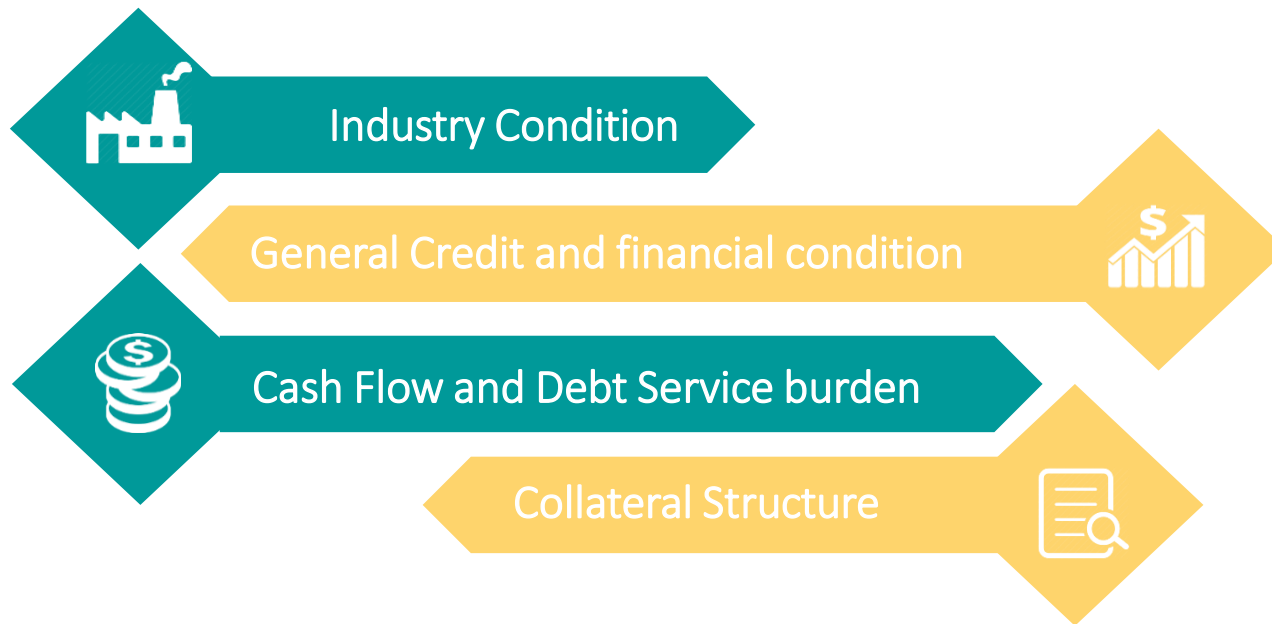 Industry Condition
General Credit and financial condition
Cash Flow and Debt Service burden
Collateral Structure